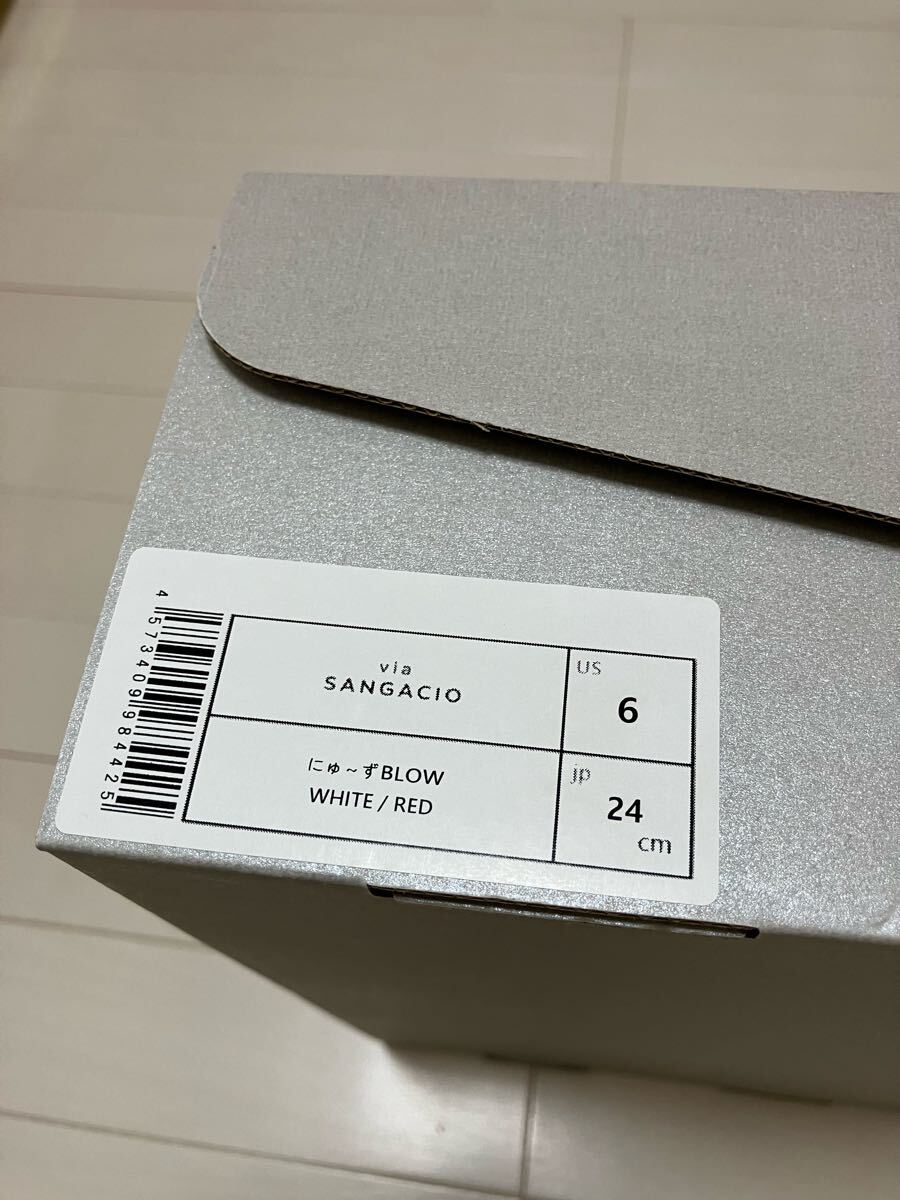 4573409984425
via
SANGACIO
US
6
にゅ～ずBLOW
WHITE / RED
jp
24
cm